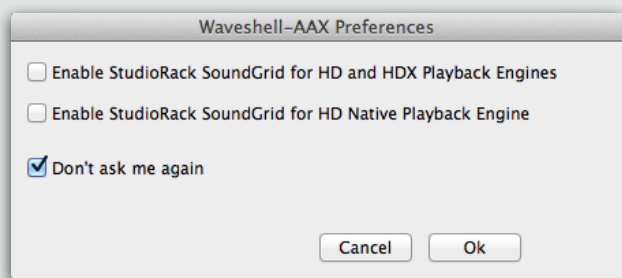 Waveshell-AAX Preferences
Enable StudioRack SoundGrid for HD and HDX Playback Engines
Enable StudioRack SoundGrid for HD Native Playback Engine
Don't ask me again
Cancel Ok